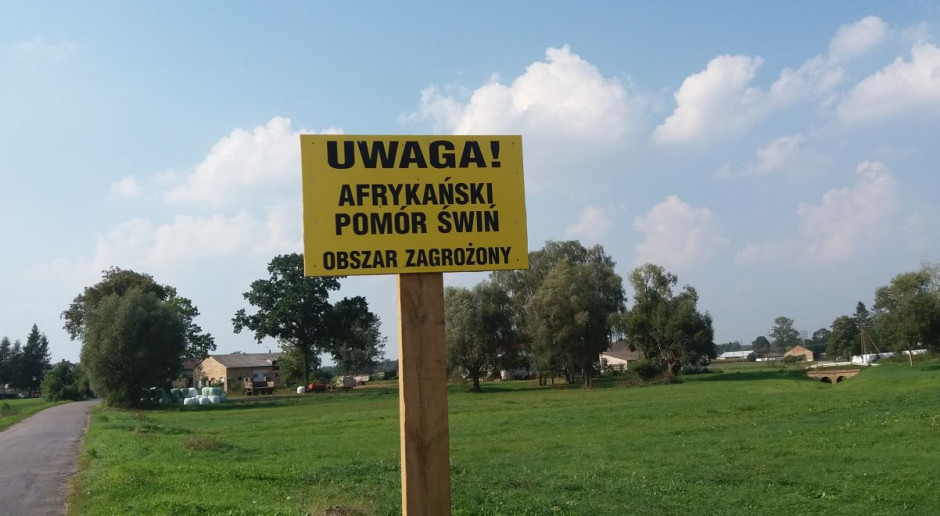 UWAGA!
AFRYKAŃSKI
POMÓR ŚWIŃ
OBSZAR ZAGROŻONY